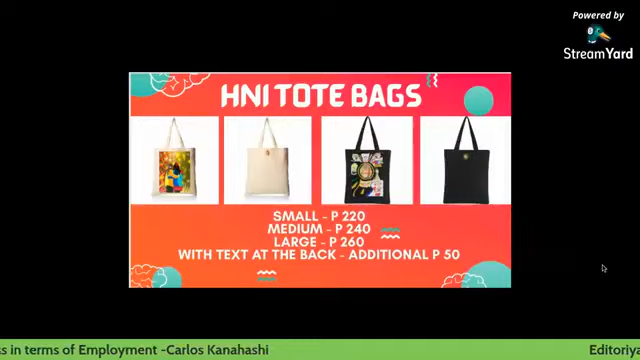 Powered by
StreamYard
HNI TOTE BAGS
SMALL - P 220
MEDIUM - P 240
LARGE - P 260
WITH TEXT AT THE BACK - ADDITIONAL P 50
s in terms of Employment -Carlos Kanahashi
Editoriya